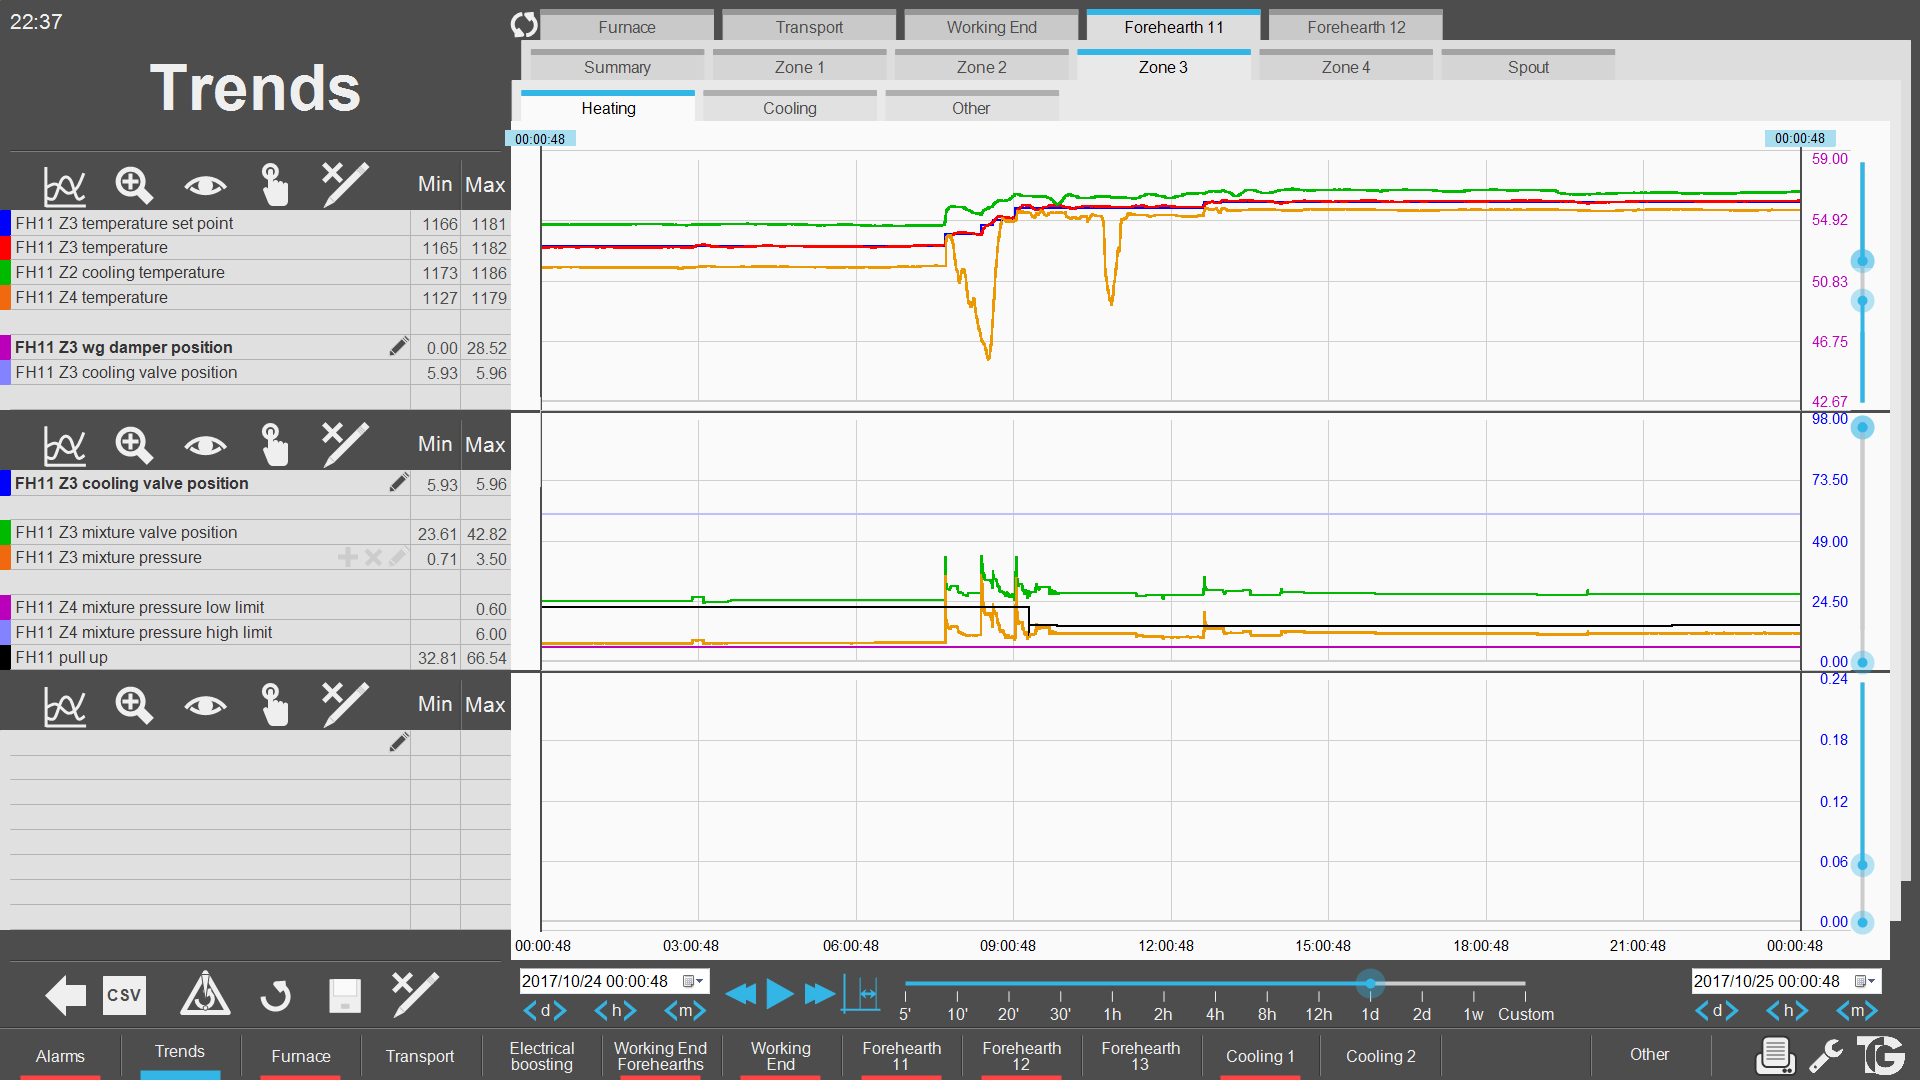 22:37
Trends
Furnace
Transport
Working End
Forehearth 11
Forehearth 12
Summary
Zone 1
Zone 2
Zone 3
Zone 4
Spout
Heating
Cooling
Other
00:00:48
00:00:48
Min Max
FH11 Z3 temperature set point 1166 1181
FH11 Z3 temperature 1165 1182
FH11 Z2 cooling temperature 1173 1186
FH11 Z4 temperature 1127 1179
FH11 Z3 wg damper position 0.00 28.52
FH11 Z3 cooling valve position 5.93 5.96
59.00
54.92
50.83
46.75
42.67
Min Max
FH11 Z3 cooling valve position 5.93 5.96
FH11 Z3 mixture valve position 23.61 42.82
FH11 Z3 mixture pressure 0.71 3.50
FH11 Z4 mixture pressure low limit 0.60
FH11 Z4 mixture pressure high limit 6.00
FH11 pull up 32.81 66.54
98.00
73.50
49.00
24.50
0.00
Min Max
0.24
0.18
0.12
0.06
0.00
00:00:48 03:00:48 06:00:48 09:00:48 12:00:48 15:00:48 18:00:48 21:00:48 00:00:48
CSV
2017/10/24 00:00:48
< d > < h > < m >
5' 10' 20' 30' 1h 2h 4h 8h 12h 1d 2d 1w Custom
2017/10/25 00:00:48
< d > < h > < m >
Alarms
Trends
Furnace
Transport
Electrical
boosting
Working End
Forehearths
Working
End
Forehearth
11
Forehearth
12
Forehearth
13
Cooling 1
Cooling 2
Other
TG